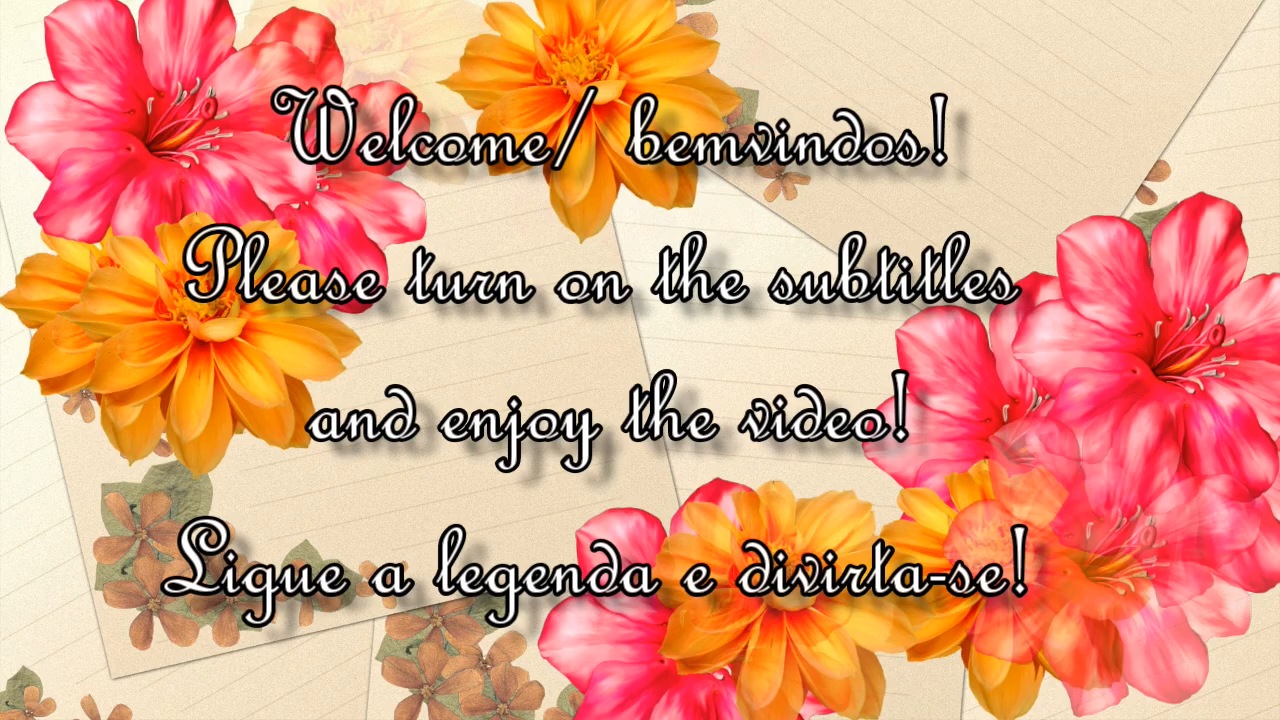 Welcome/ bemvindos!
Please turn on the subtitles
and enjoy the video!
Ligue a legenda e divirta-se!